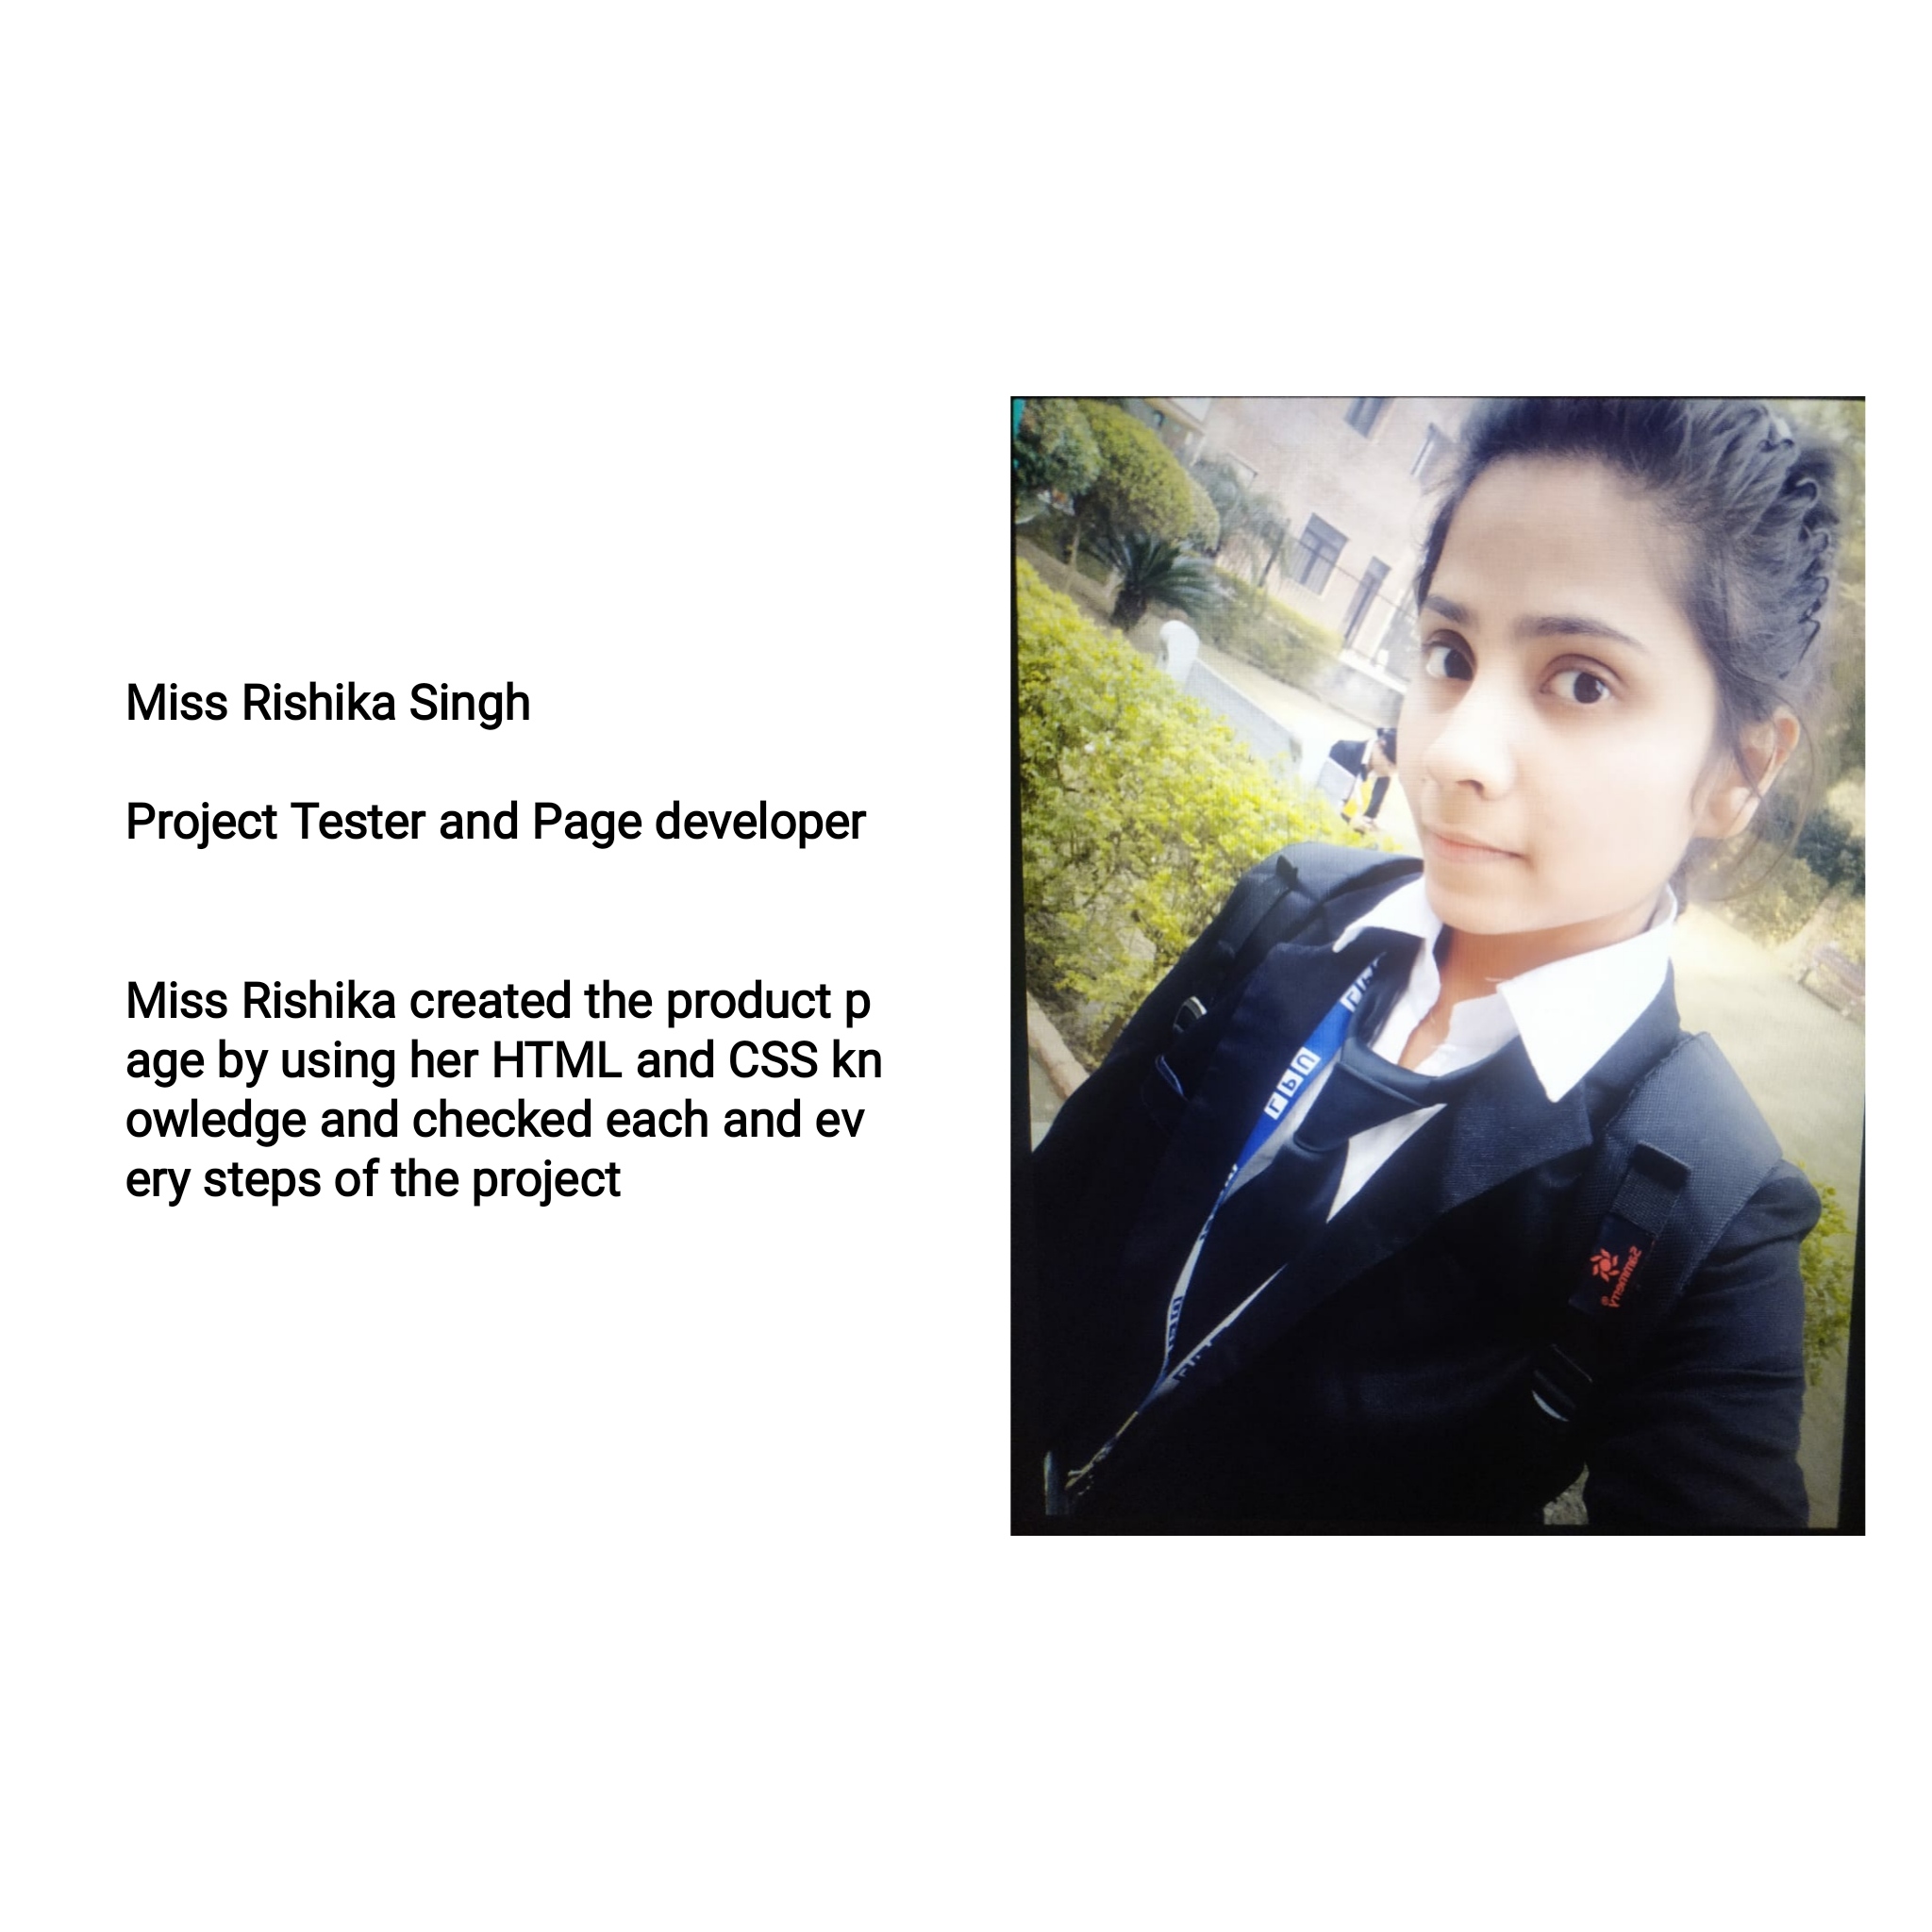 Miss Rishika Singh
Project Tester and Page developer
Miss Rishika created the product p
age by using her HTML and CSS kn
owledge and checked each and ev
ery steps of the project